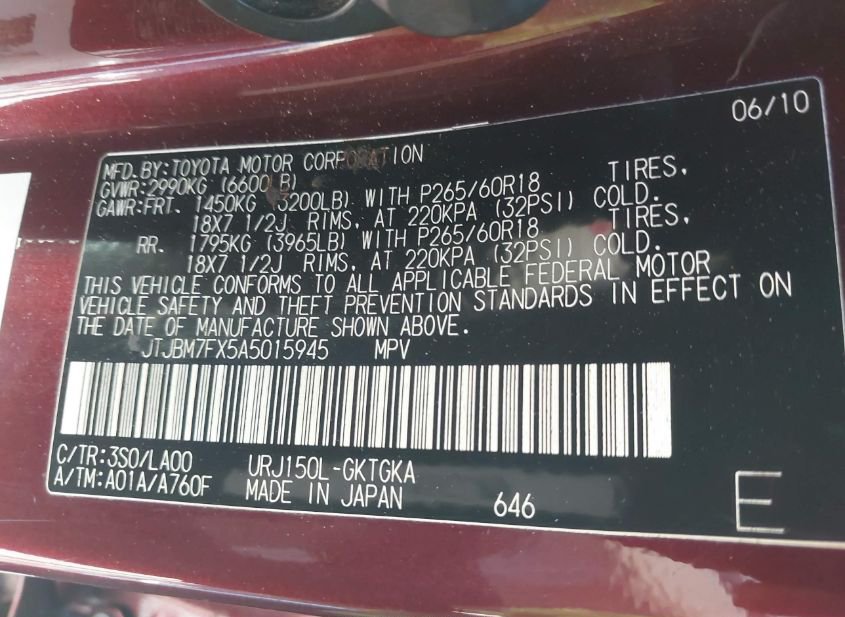 06/10
MFD.BY:TOYOTA MOTOR CORPORATION
GVWR:2990KG (6600LB)
GAWR:FRT. 1450KG (3200LB) WITH P265/60R18 TIRES,
18X7 1/2J RIMS, AT 220KPA (32PSI) COLD.
RR. 1795KG (3965LB) WITH P265/60R18 TIRES,
18X7 1/2J RIMS, AT 220KPA (32PSI) COLD.
THIS VEHICLE CONFORMS TO ALL APPLICABLE FEDERAL MOTOR
VEHICLE SAFETY AND THEFT PREVENTION STANDARDS IN EFFECT ON
THE DATE OF MANUFACTURE SHOWN ABOVE.
JTJBM7FX5A5015945 MPV
C/TR:3S0/LA00 URJ150L-GKTGKA
A/TM:A01A/A760F MADE IN JAPAN 646 E